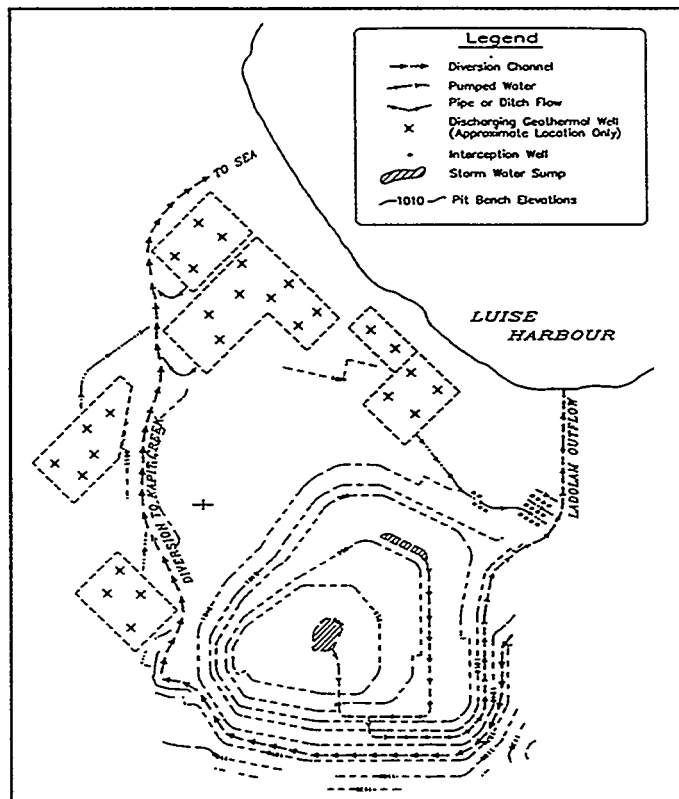 Legend
Diversion Channel
Pumped Water
Pipe or Ditch Flow
Discharging Geothermal Well
(Approximate Location Only)
Interception Well
Storm Water Sump
1010 Pit Bench Elevations
TO SEA
LUISE
HARBOUR
LADOLAM OUTFLOW
DIVERSION TO KAPIT CREEK